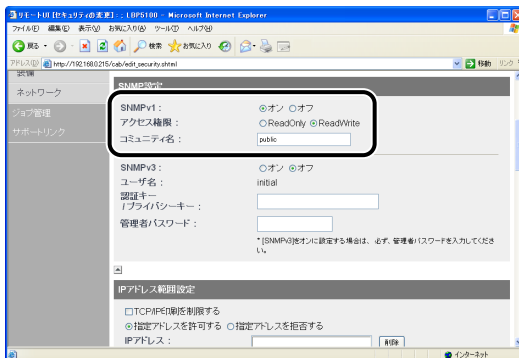 リモートUI [セキュリティの変更] : ; LBP5100 - Microsoft Internet Explorer
ファイル(F) 編集(E) 表示(V) お気に入り(A) ツール(T) ヘルプ(H)
戻る 検索 お気に入り
アドレス(D) http://192.168.0.215/cab/edit_security.shtml 移動 リンク
装備
ネットワーク
ジョブ管理
サポートリンク
SNMP設定
SNMPv1： オン オフ
アクセス権限： ReadOnly ReadWrite
コミュニティ名： public
SNMPv3： オン オフ
ユーザ名： initial
認証キー
/プライバシーキー：
管理者パスワード：
* [SNMPv3]をオンに設定する場合は、必ず、管理者パスワードを入力してください。
IPアドレス範囲設定
TCP/IP印刷を制限する
指定アドレスを許可する 指定アドレスを拒否する
IPアドレス： 削除
インターネット